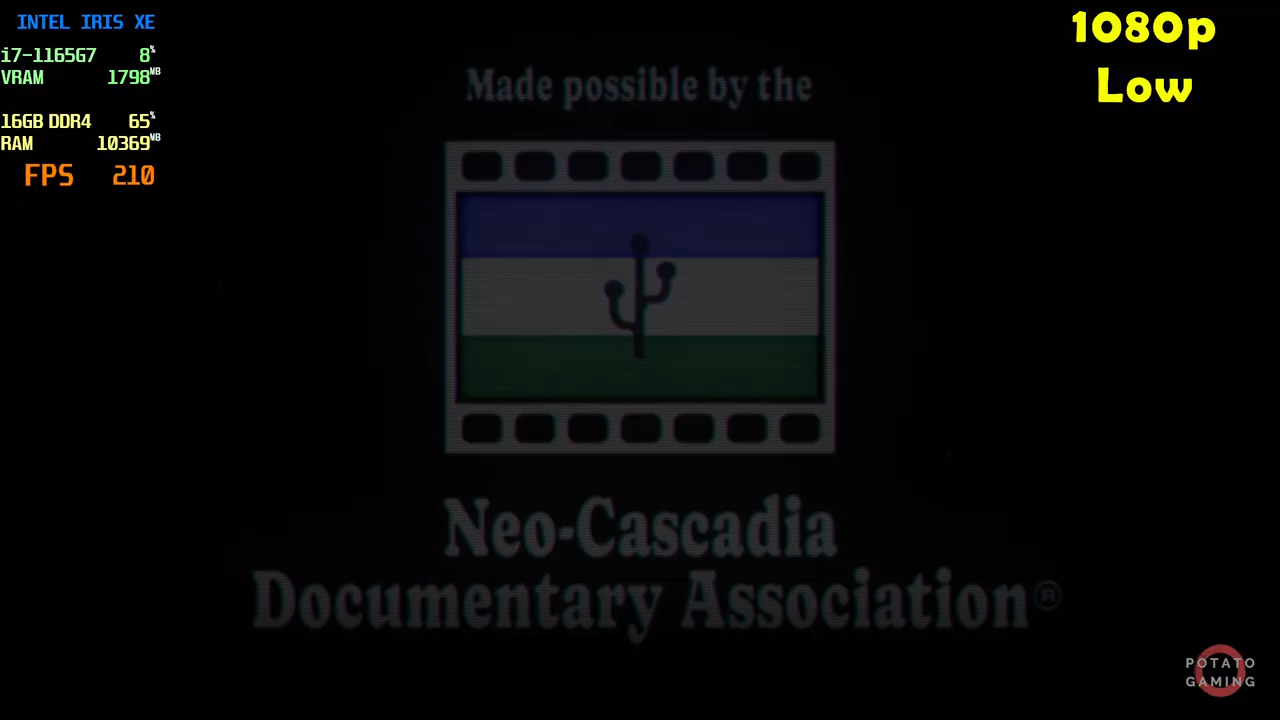 INTEL IRIS XE
i7-1165G7 8%
VRAM 1798MB
16GB DDR4 65%
RAM 10369MB
FPS 210
1080p
Low
Made possible by the
Neo-Cascadia
Documentary Association®
POTATO
GAMING